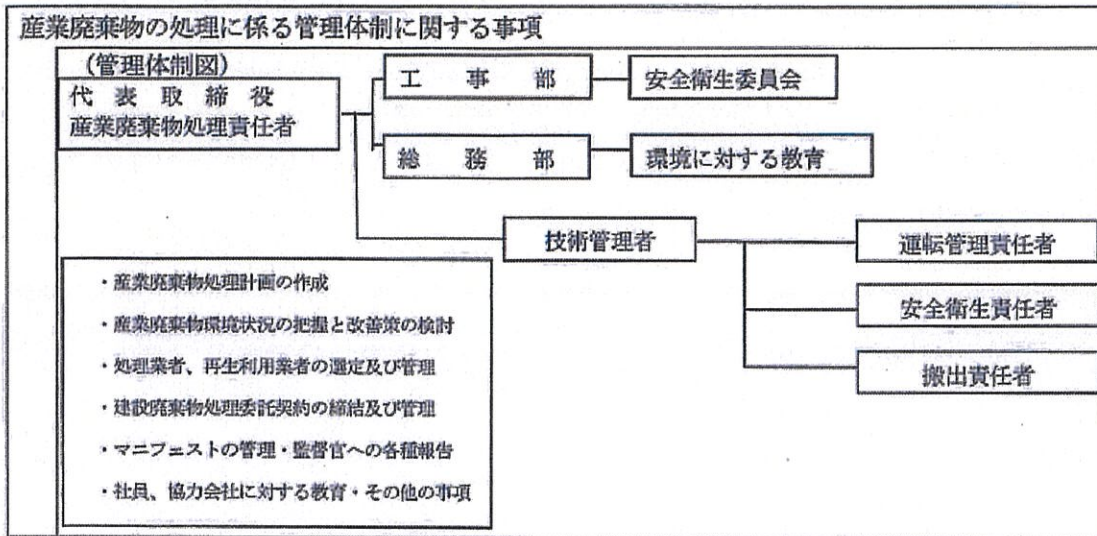 産業廃棄物の処理に係る管理体制に関する事項
（管理体制図）
代表取締役
産業廃棄物処理責任者
工事部
安全衛生委員会
総務部
環境に対する教育
技術管理者
運転管理責任者
安全衛生責任者
搬出責任者
・産業廃棄物処理計画の作成
・産業廃棄物環境状況の把握と改善策の検討
・処理業者、再生利用業者の選定及び管理
・建設廃棄物処理委託契約の締結及び管理
・マニフェストの管理・監督官への各種報告
・社員、協力会社に対する教育・その他の事項